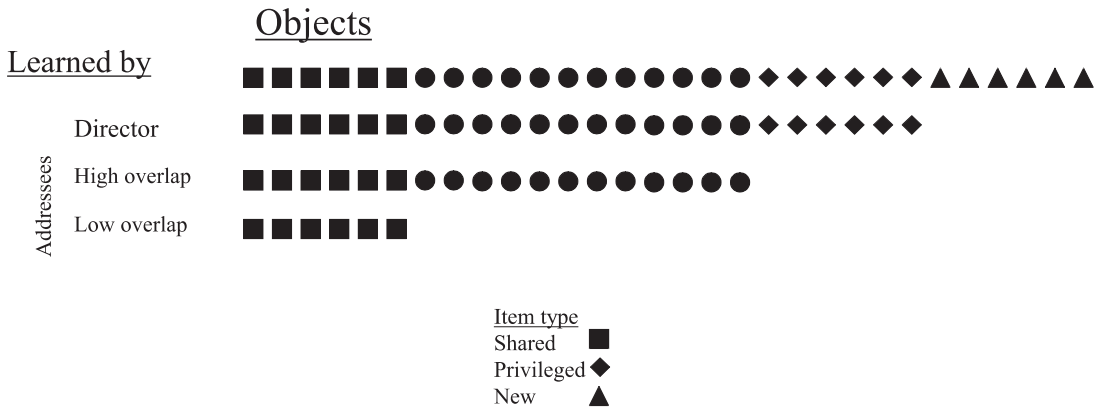 Objects
Learned by
Director
Addressees
High overlap
Low overlap
Item type
Shared
Privileged
New